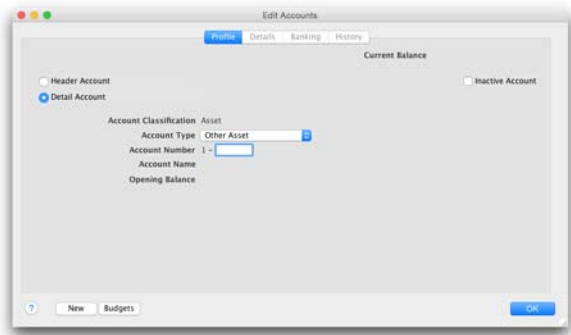 Edit Accounts
Profile Details Banking History
Current Balance
Header Account
Inactive Account
Detail Account
Account Classification Asset
Account Type Other Asset
Account Number 1 -
Account Name
Opening Balance
? New Budgets OK